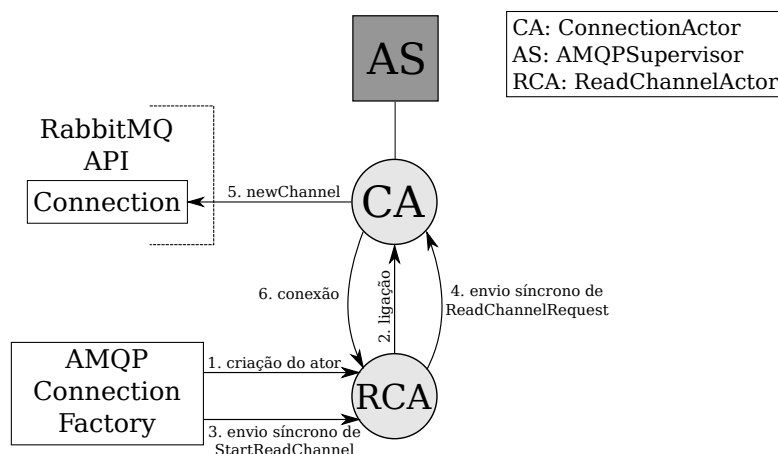 AS
CA: ConnectionActor
AS: AMQPSupervisor
RCA: ReadChannelActor
RabbitMQ
API
Connection
5. newChannel
CA
6. conexão
2. ligação
4. envio síncrono de
ReadChannelRequest
AMQP
Connection
Factory
1. criação do ator
RCA
3. envio síncrono de
StartReadChannel